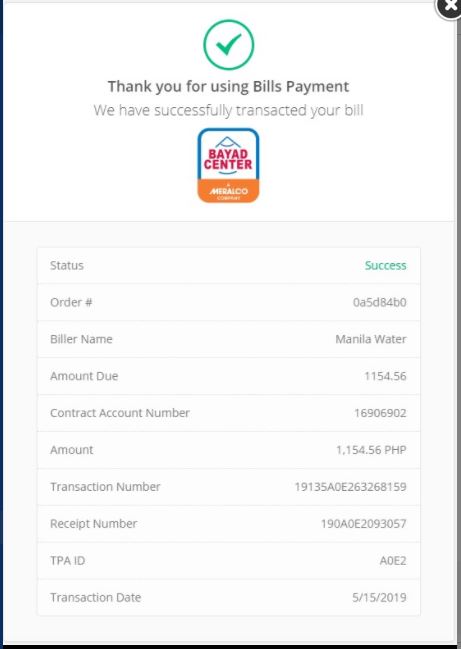 Thank you for using Bills Payment
We have successfully transacted your bill
BAYAD
CENTER
A
MERALCO
COMPANY
Status Success
Order # 0a5d84b0
Biller Name Manila Water
Amount Due 1154.56
Contract Account Number 16906902
Amount 1,154.56 PHP
Transaction Number 19135A0E263268159
Receipt Number 190A0E2093057
TPA ID A0E2
Transaction Date 5/15/2019